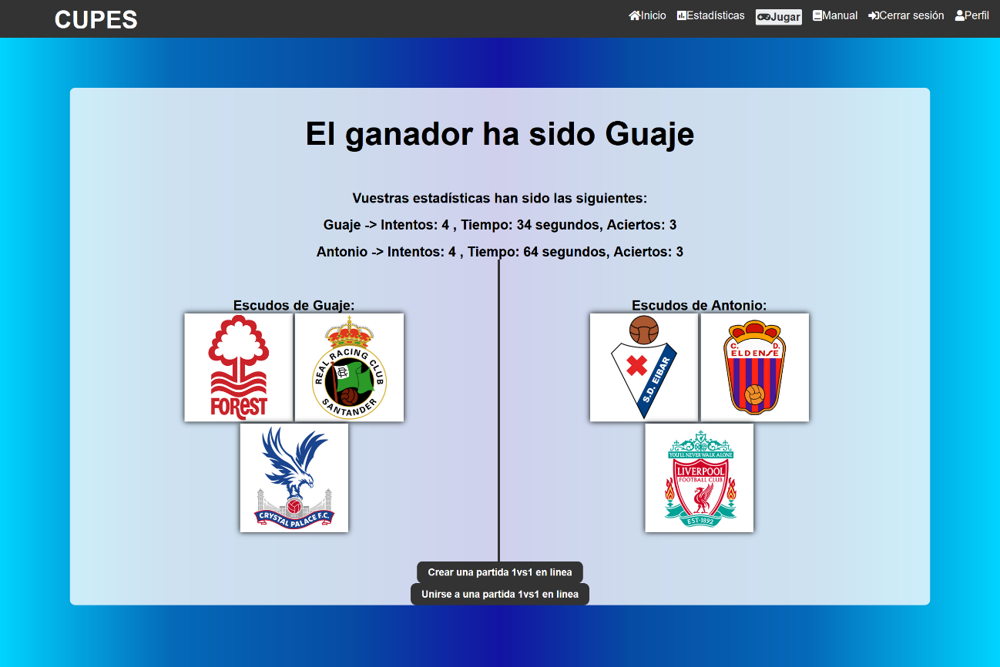 CUPES
Inicio
Estadísticas
Jugar
Manual
Cerrar sesión
Perfil
El ganador ha sido Guaje
Vuestras estadísticas han sido las siguientes:
Guaje -> Intentos: 4 , Tiempo: 34 segundos, Aciertos: 3
Antonio -> Intentos: 4 , Tiempo: 64 segundos, Aciertos: 3
Escudos de Guaje:
FOREST
REAL RACING CLUB
SANTANDER
CRYSTAL PALACE F.C.
Escudos de Antonio:
S.D. EIBAR
C. D.
ELDENSE
YOU'LL NEVER WALK ALONE
LIVERPOOL
FOOTBALL CLUB
EST·1892
Crear una partida 1vs1 en linea
Unirse a una partida 1vs1 en linea